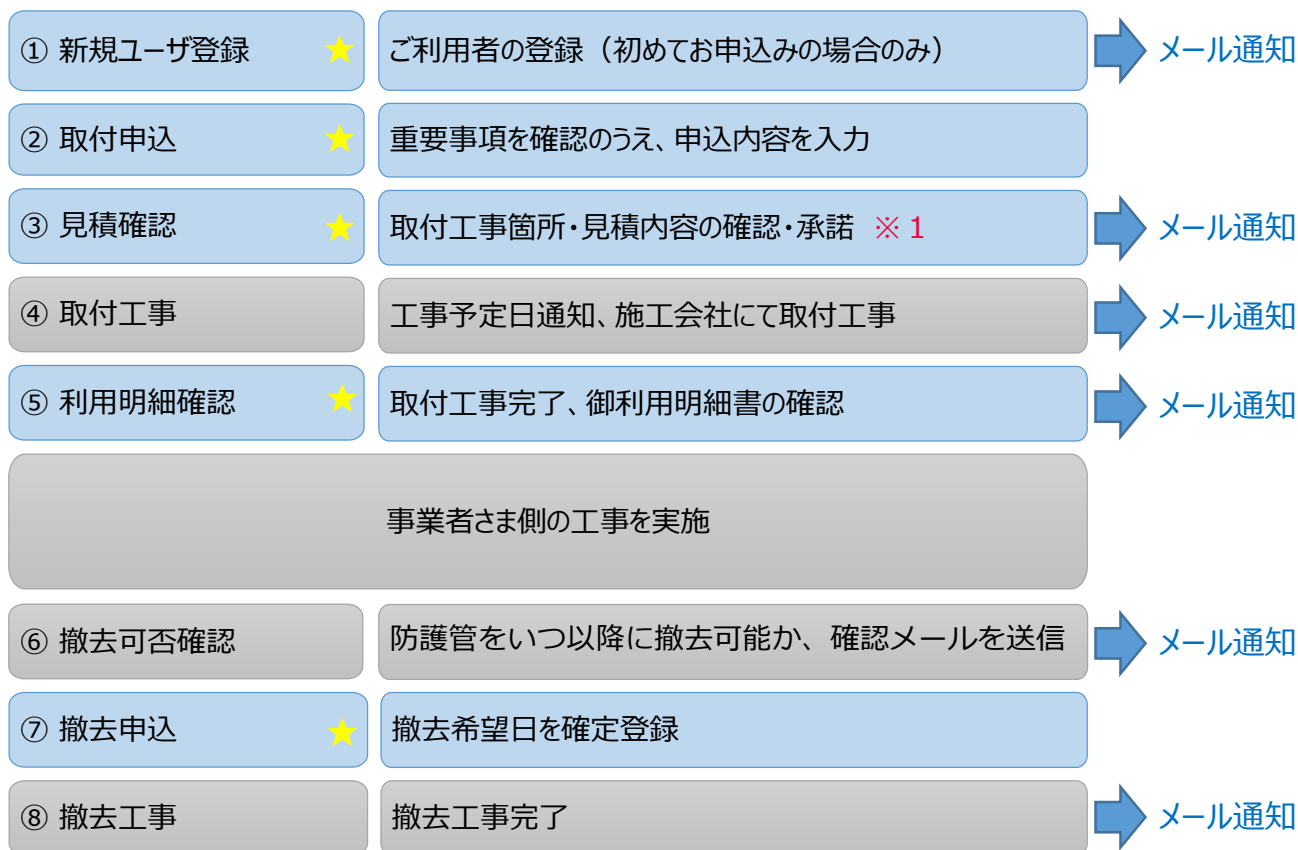 ① 新規ユーザ登録 ★ ご利用者の登録（初めてお申込みの場合のみ） メール通知
② 取付申込 ★ 重要事項を確認のうえ、申込内容を入力
③ 見積確認 ★ 取付工事箇所・見積内容の確認・承諾 ※１ メール通知
④ 取付工事 工事予定日通知、施工会社にて取付工事 メール通知
⑤ 利用明細確認 ★ 取付工事完了、御利用明細書の確認 メール通知
事業者さま側の工事を実施
⑥ 撤去可否確認 防護管をいつ以降に撤去可能か、確認メールを送信 メール通知
⑦ 撤去申込 ★ 撤去希望日を確定登録
⑧ 撤去工事 撤去工事完了 メール通知